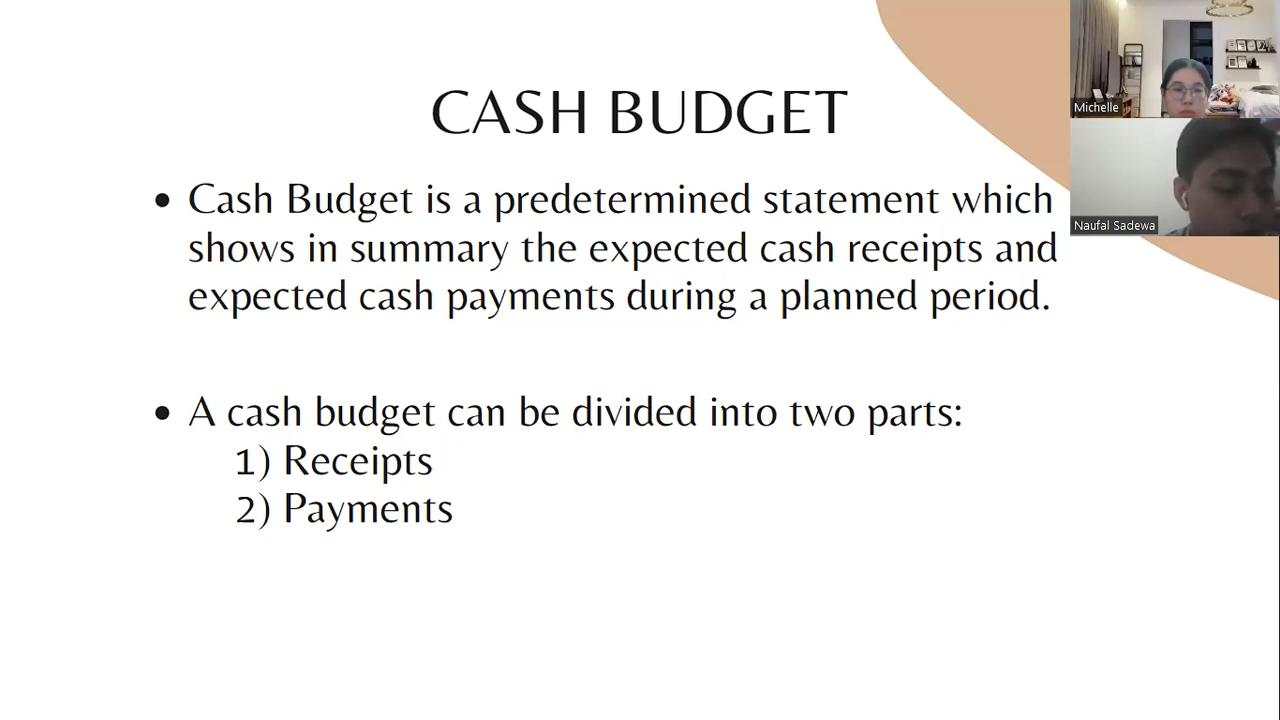 CASH BUDGET
• Cash Budget is a predetermined statement which
shows in summary the expected cash receipts and
expected cash payments during a planned period.
• A cash budget can be divided into two parts:
1) Receipts
2) Payments
Michelle
Naufal Sadewa